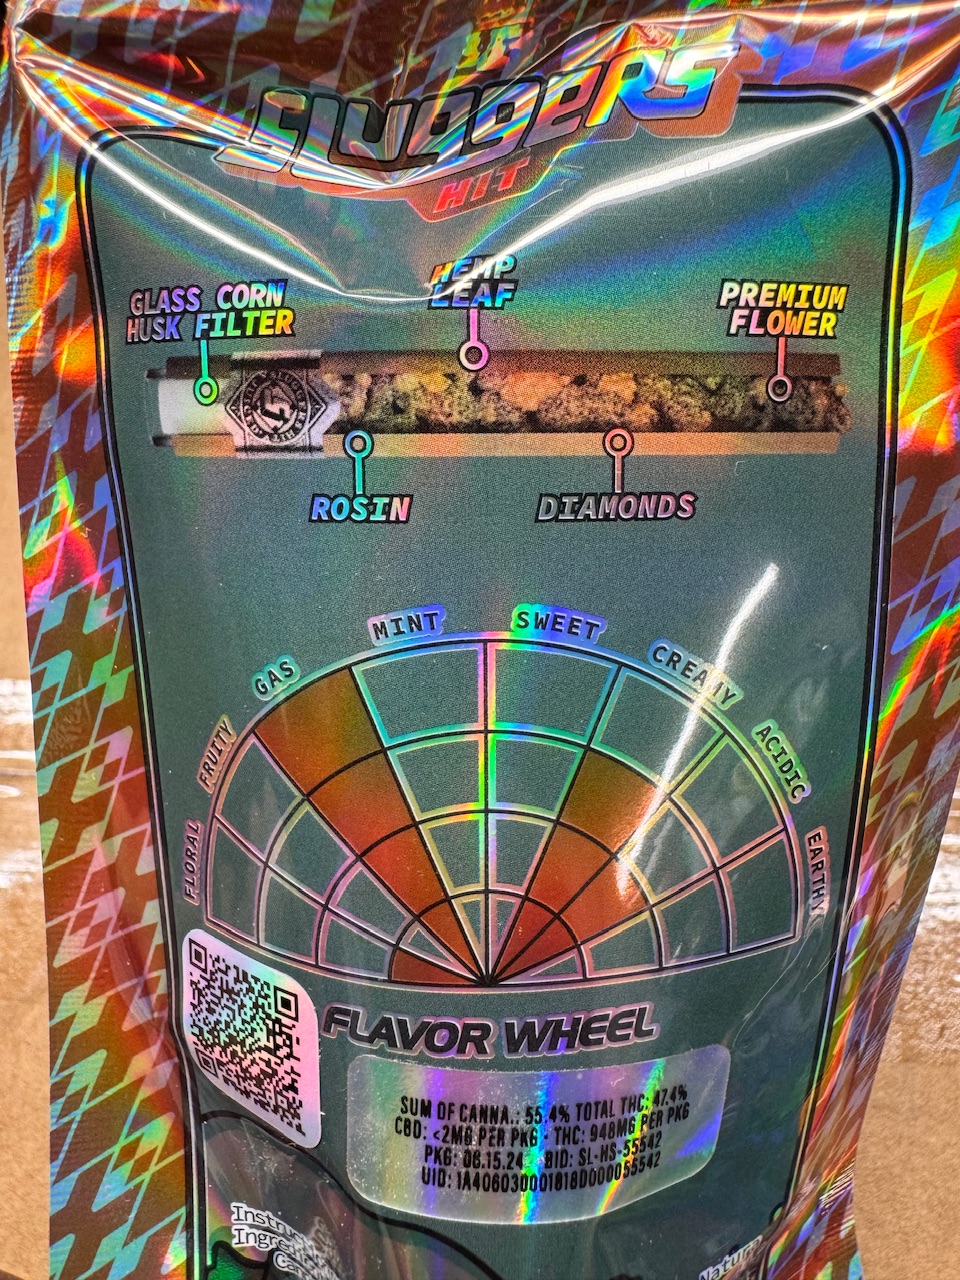 SLUGGERS
HIT
GLASS CORN
HUSK FILTER
HEMP
LEAF
PREMIUM
FLOWER
ROSIN
DIAMONDS
FLORAL
FRUITY
GAS
MINT
SWEET
CREAMY
ACIDIC
EARTHY
FLAVOR WHEEL
SUM OF CANNA.: 55.4% TOTAL THC: 47.4%
CBD: <2MG PER PKG - THC: 948MG PER PKG
PKG: 08.15.24 BID: SL-HS-55542
UID: 1A4060300001818D000055542